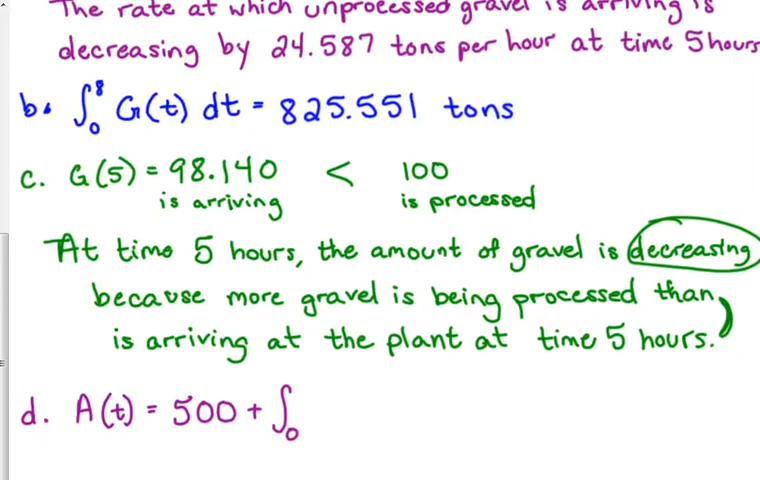 The rate at which unprocessed gravel is arriving is
decreasing by 24.587 tons per hour at time 5 hours
b. ∫₀⁸ G(t) dt = 825.551 tons
c. G(5) = 98.140 < 100
is arriving is processed
At time 5 hours, the amount of gravel is decreasing
because more gravel is being processed than
is arriving at the plant at time 5 hours.
d. A(t) = 500 + ∫₀